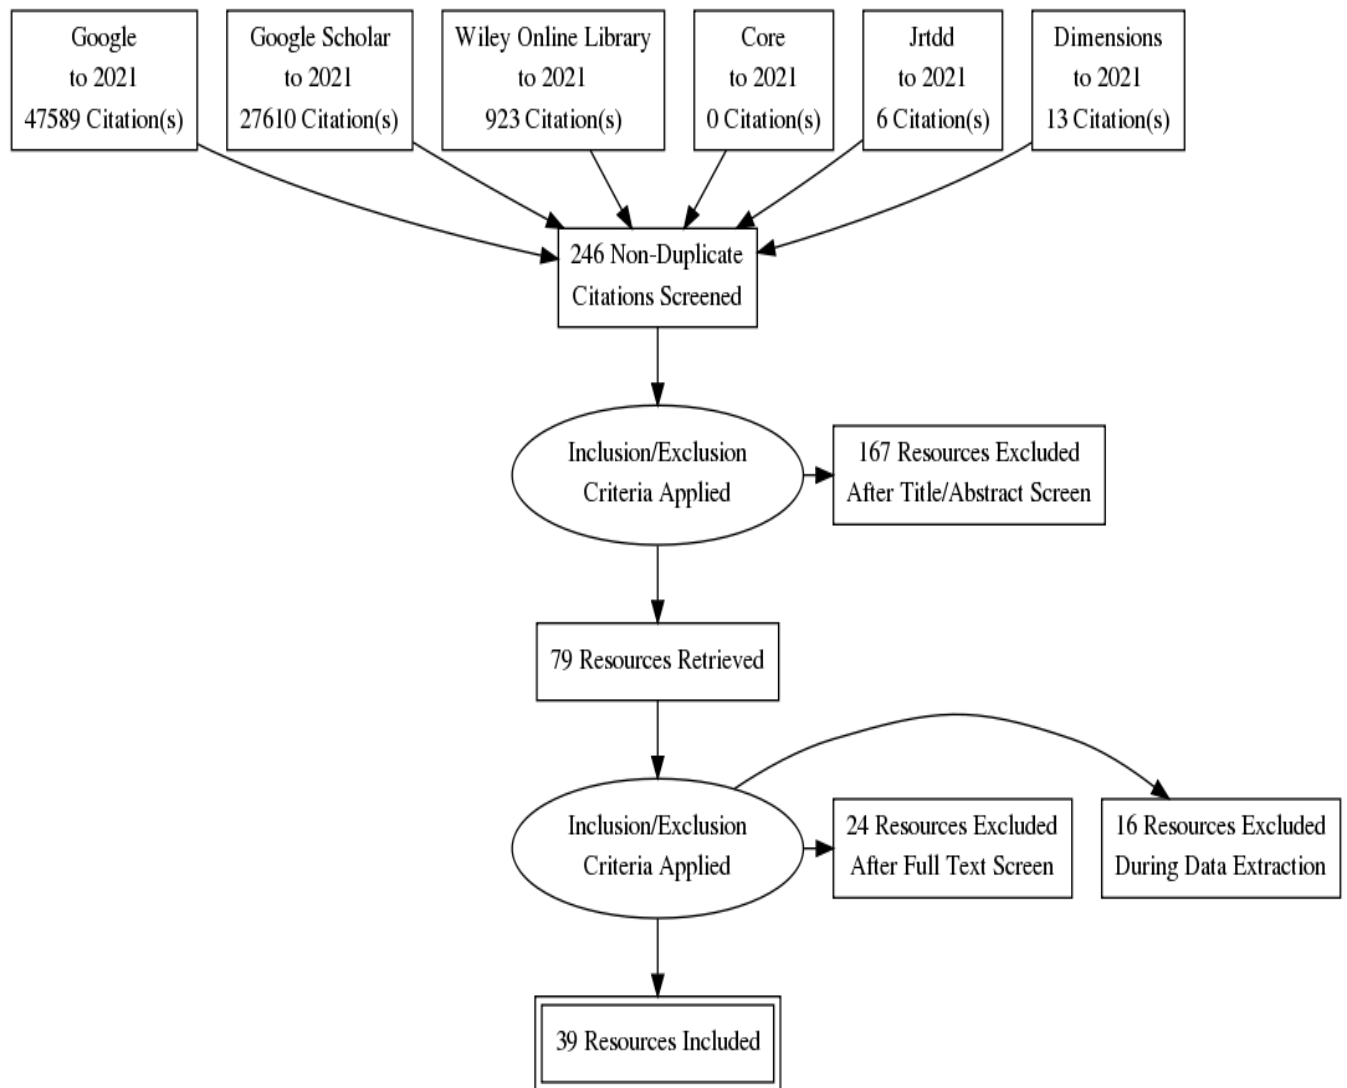 Google
to 2021
47589 Citation(s)
Google Scholar
to 2021
27610 Citation(s)
Wiley Online Library
to 2021
923 Citation(s)
Core
to 2021
0 Citation(s)
Jrtdd
to 2021
6 Citation(s)
Dimensions
to 2021
13 Citation(s)
246 Non-Duplicate
Citations Screened
Inclusion/Exclusion
Criteria Applied
167 Resources Excluded
After Title/Abstract Screen
79 Resources Retrieved
Inclusion/Exclusion
Criteria Applied
24 Resources Excluded
After Full Text Screen
16 Resources Excluded
During Data Extraction
39 Resources Included